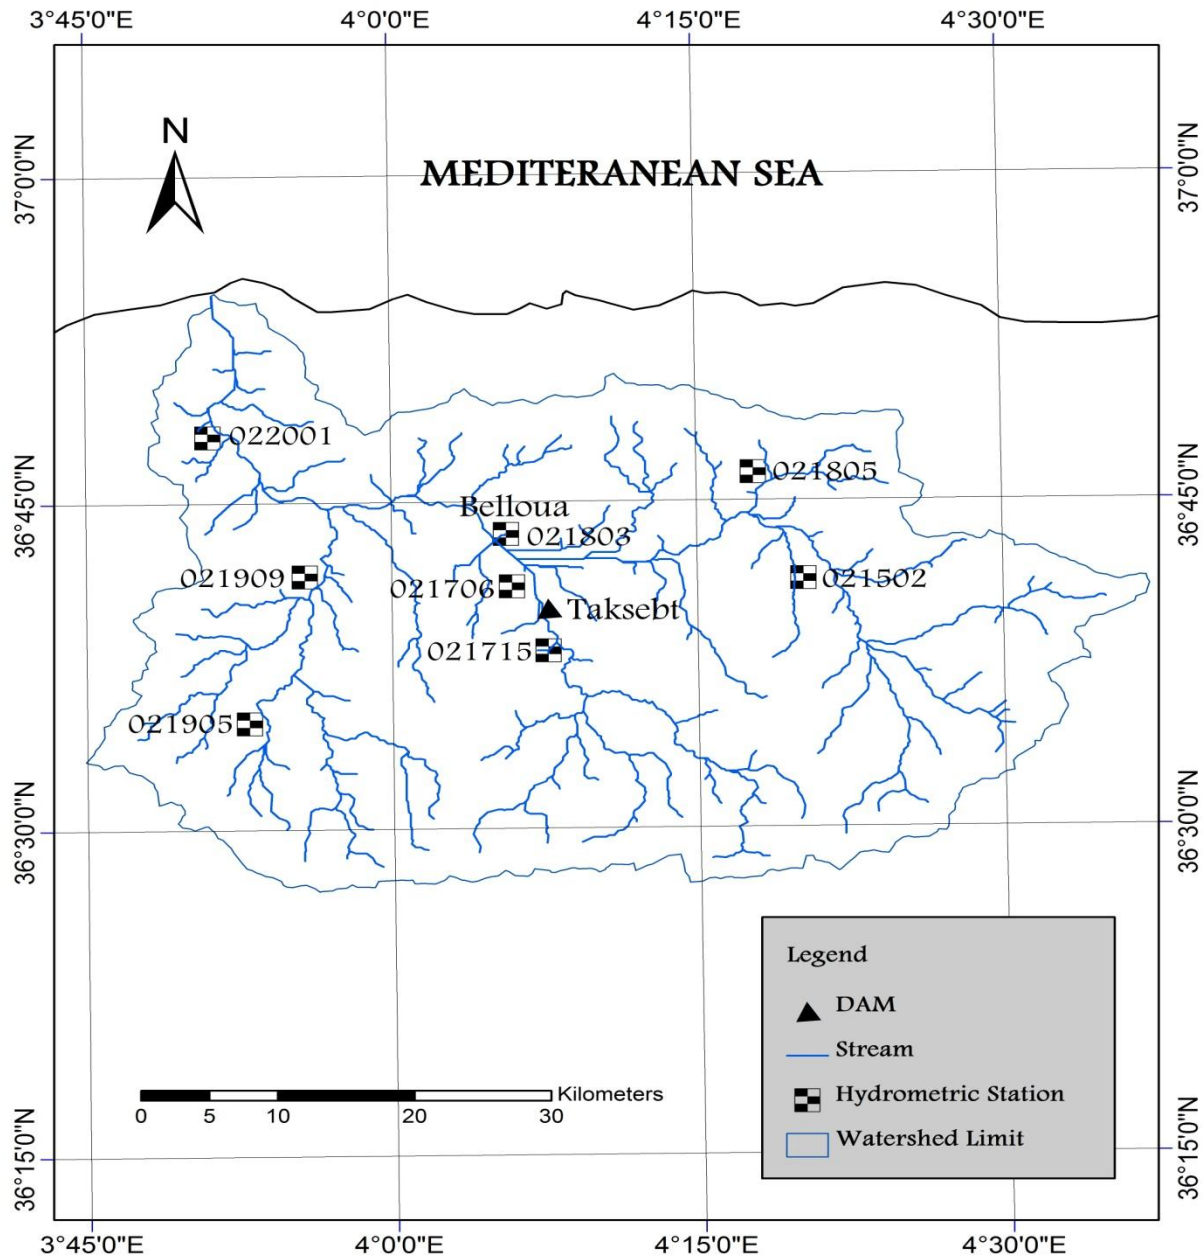 3°45'0"E 4°0'0"E 4°15'0"E 4°30'0"E
N
MEDITERANEAN SEA
37°0'0"N 37°0'0"N
022001
021805
36°45'0"N 36°45'0"N
Belloua
021803
021909 021706 021502
Taksebt
021715
021905
36°30'0"N 36°30'0"N
Legend
DAM
Stream
Hydrometric Station
Watershed Limit
Kilometers
0 5 10 20 30
36°15'0"N 36°15'0"N
3°45'0"E 4°0'0"E 4°15'0"E 4°30'0"E